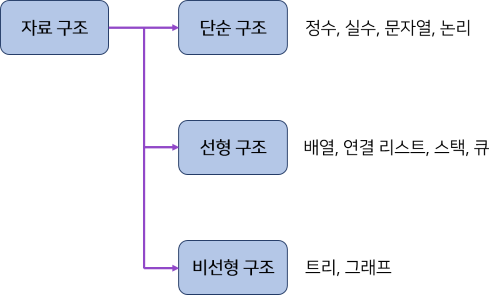 자료 구조
단순 구조
정수, 실수, 문자열, 논리
선형 구조
배열, 연결 리스트, 스택, 큐
비선형 구조
트리, 그래프